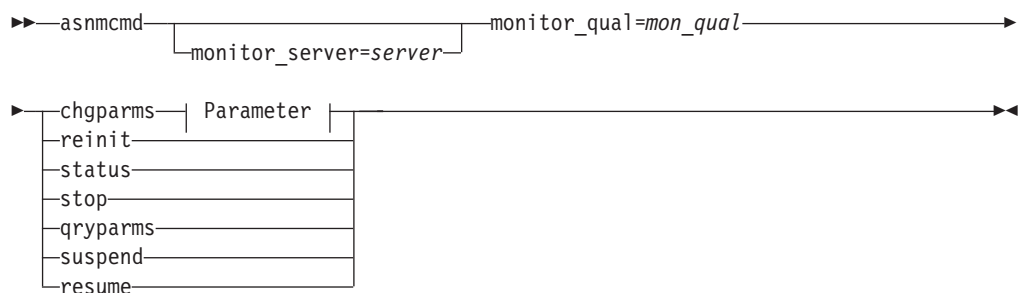 asnmcmd monitor_qual=mon_qual
monitor_server=server
chgparms Parameter
reinit
status
stop
qryparms
suspend
resume